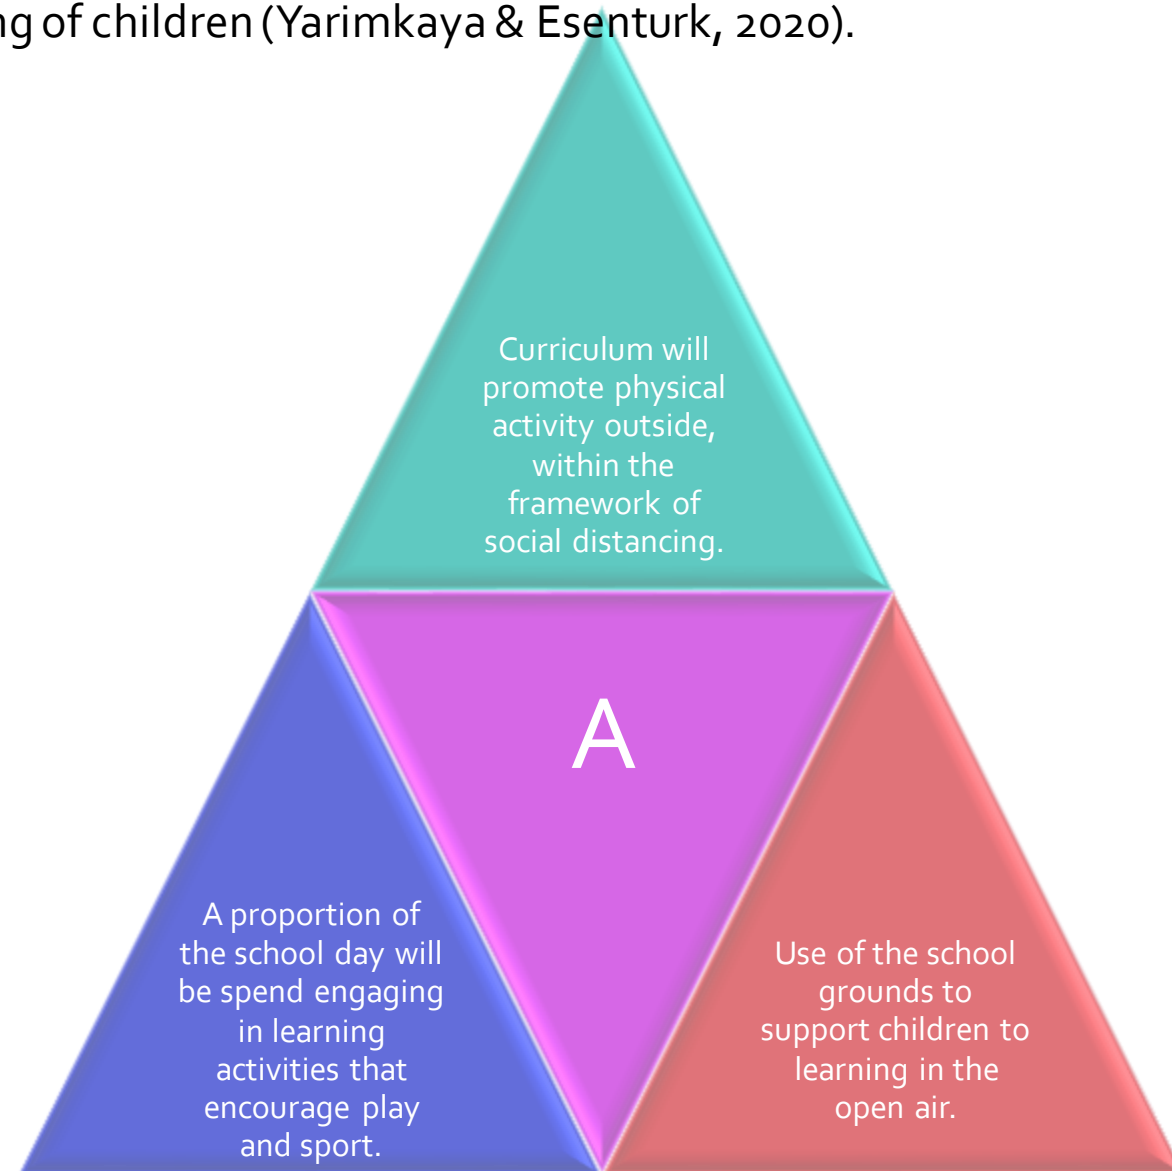 ng of children (Yarimkaya & Esenturk, 2020).
Curriculum will
promote physical
activity outside,
within the
framework of
social distancing.
A
A proportion of
the school day will
be spend engaging
in learning
activities that
encourage play
and sport.
Use of the school
grounds to
support children to
learning in the
open air.